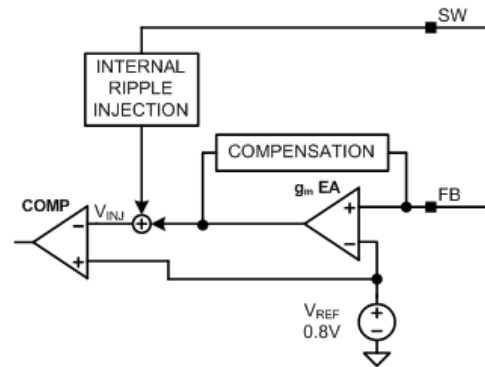 SW
INTERNAL
RIPPLE
INJECTION
COMPENSATION
gm EA
FB
COMP
VINJ
+
−
+
−
+
VREF
0.8V
+
−